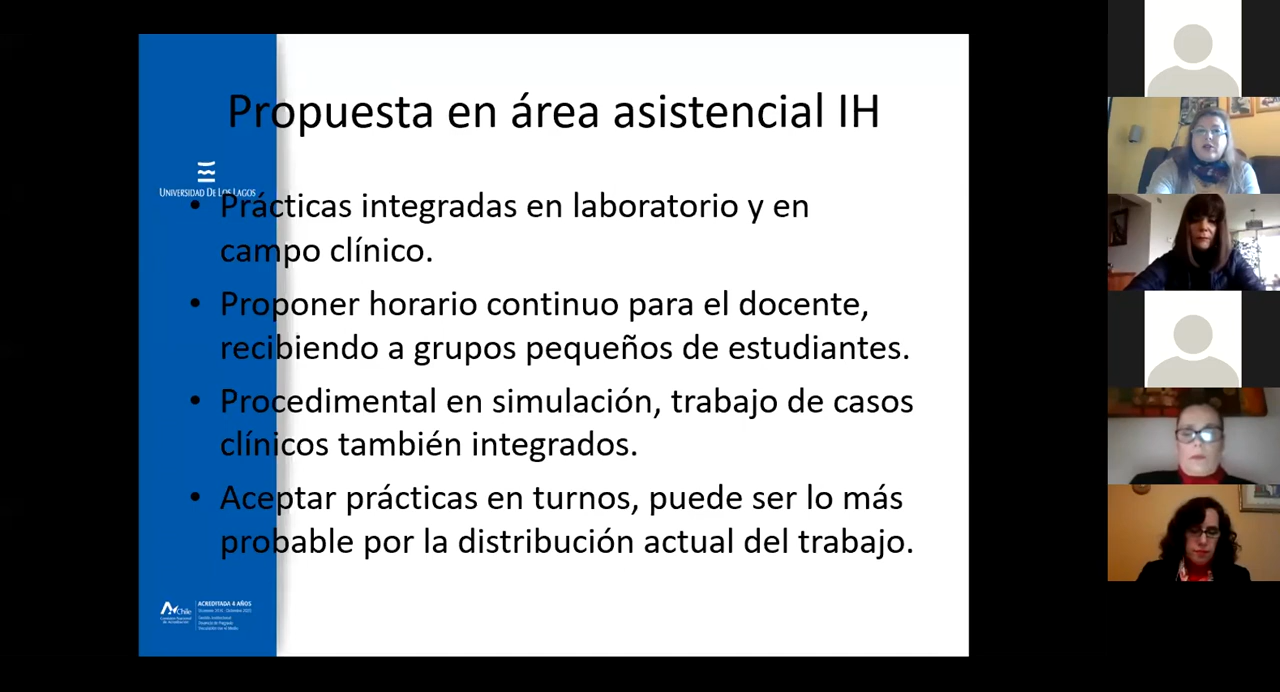 Propuesta en área asistencial IH
UNIVERSIDAD DE LOS LAGOS
• Prácticas integradas en laboratorio y en
campo clínico.
• Proponer horario continuo para el docente,
recibiendo a grupos pequeños de estudiantes.
• Procedimental en simulación, trabajo de casos
clínicos también integrados.
• Aceptar prácticas en turnos, puede ser lo más
probable por la distribución actual del trabajo.
Chile
ACREDITADA 4 AÑOS